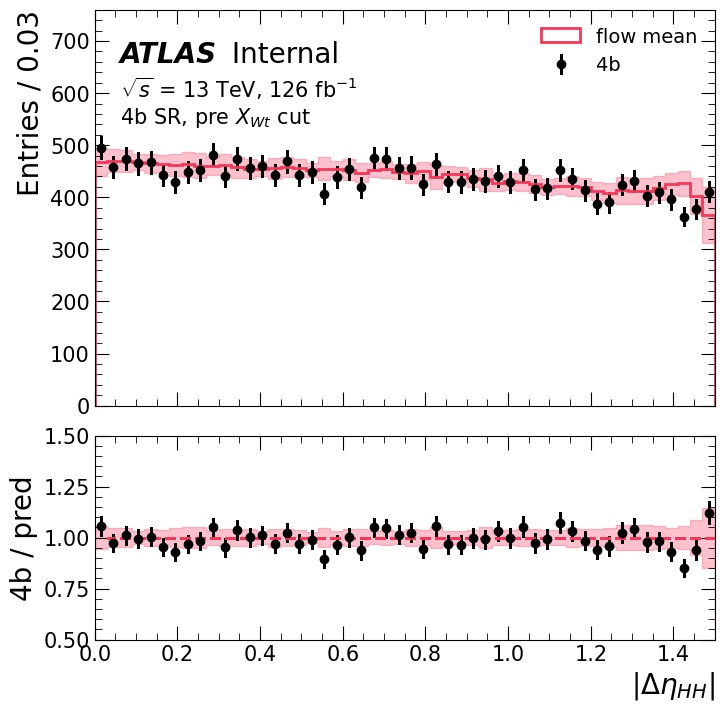 Entries / 0.03
700
600
500
400
300
200
100
0
ATLAS Internal
√s = 13 TeV, 126 fb⁻¹
4b SR, pre X_Wt cut
flow mean
4b
4b / pred
1.50
1.25
1.00
0.75
0.50
0.0 0.2 0.4 0.6 0.8 1.0 1.2 1.4
|Δη_HH|